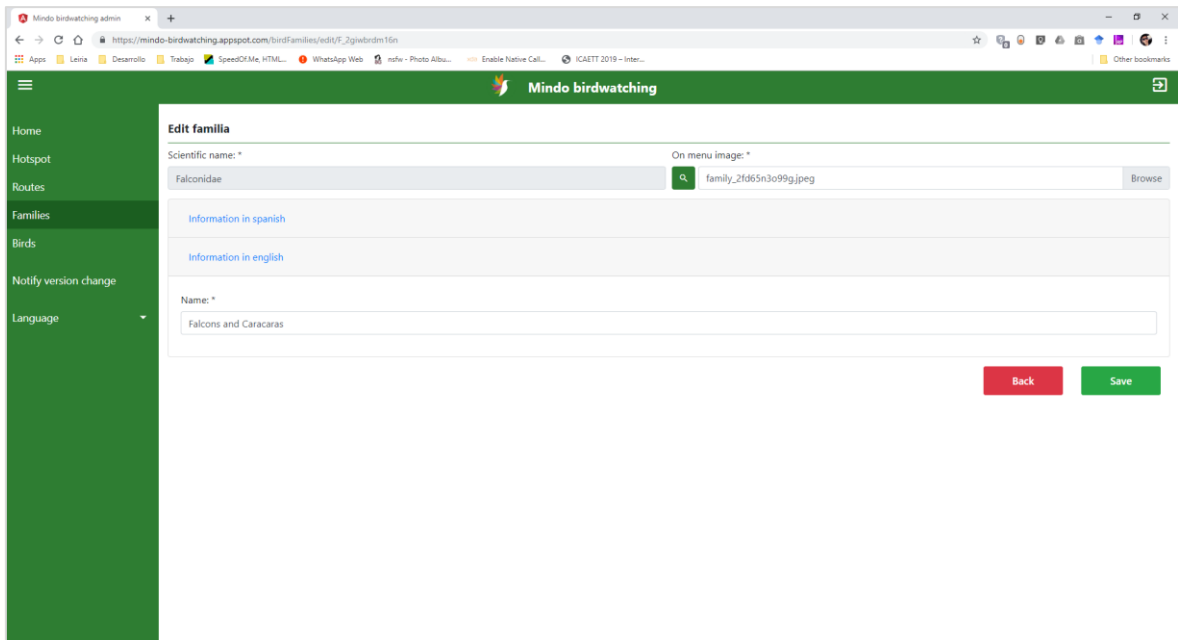 Mindo birdwatching admin
https://mindo-birdwatching.appspot.com/birdFamilies/edit/F_2giwbrdm16n
Apps Leiria Desarrollo Trabajo SpeedOf.Me, HTML... WhatsApp Web nsfw - Photo Albu... Enable Native Call... ICAETT 2019 – Inter... Other bookmarks
Mindo birdwatching
Home
Hotspot
Routes
Families
Birds
Notify version change
Language
Edit familia
Scientific name: * On menu image: *
Falconidae family_2fd65n3o99g.jpeg Browse
Information in spanish
Information in english
Name: *
Falcons and Caracaras
Back Save